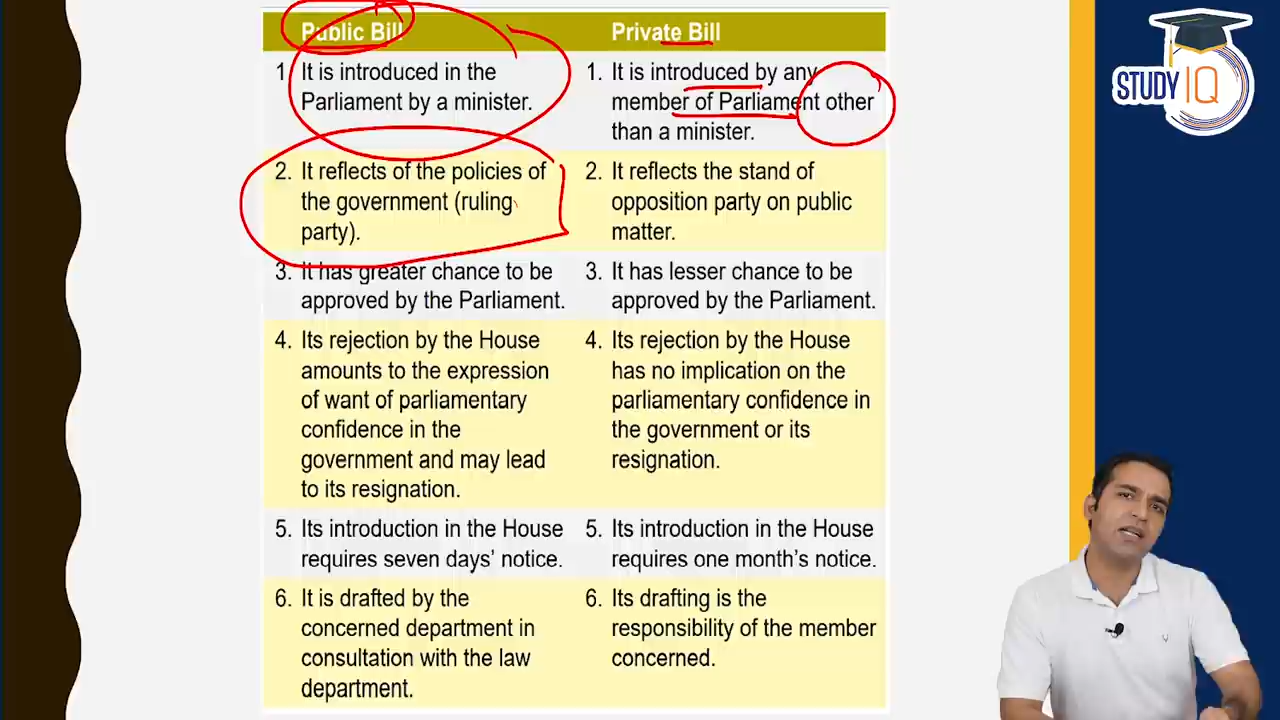 Public Bill
1. It is introduced in the
Parliament by a minister.
2. It reflects of the policies of
the government (ruling
party).
3. It has greater chance to be
approved by the Parliament.
4. Its rejection by the House
amounts to the expression
of want of parliamentary
confidence in the
government and may lead
to its resignation.
5. Its introduction in the House
requires seven days’ notice.
6. It is drafted by the
concerned department in
consultation with the law
department.
Private Bill
1. It is introduced by any
member of Parliament other
than a minister.
2. It reflects the stand of
opposition party on public
matter.
3. It has lesser chance to be
approved by the Parliament.
4. Its rejection by the House
has no implication on the
parliamentary confidence in
the government or its
resignation.
5. Its introduction in the House
requires one month’s notice.
6. Its drafting is the
responsibility of the member
concerned.
STUDY IQ